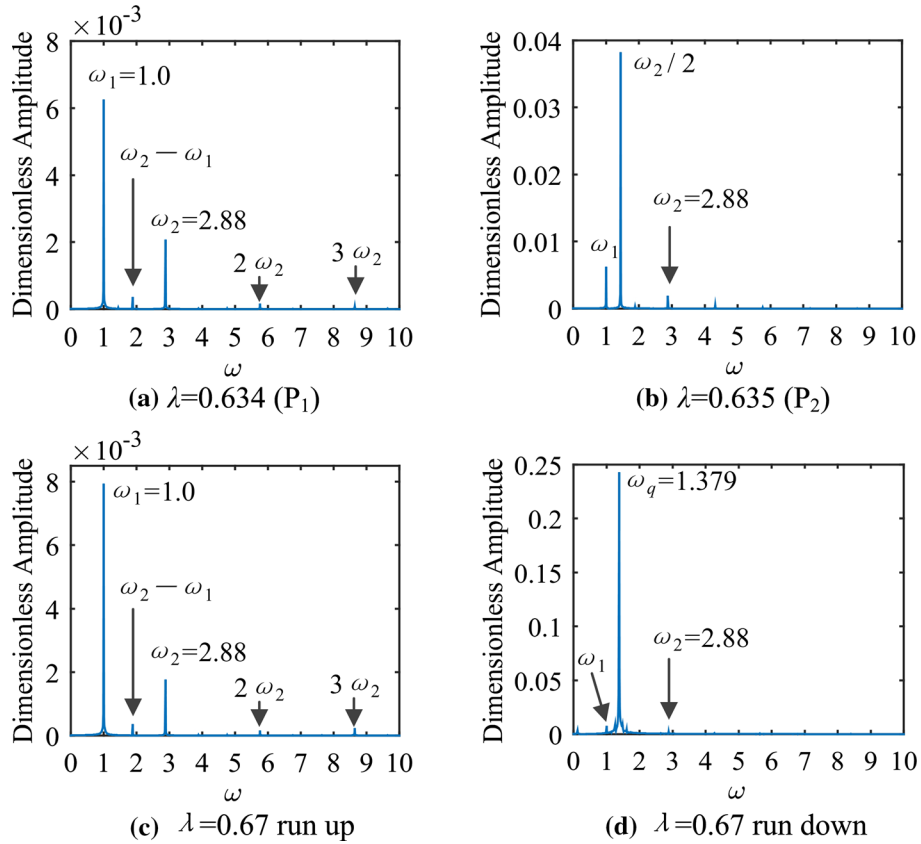 × 10⁻³
Dimensionless Amplitude
8
6
4
2
0
ω₁=1.0
ω₂ − ω₁
ω₂=2.88
2 ω₂
3 ω₂
0 1 2 3 4 5 6 7 8 9 10
ω
(a) λ=0.634 (P₁)
Dimensionless Amplitude
0.04
0.03
0.02
0.01
0
ω₂ / 2
ω₂=2.88
ω₁
0 1 2 3 4 5 6 7 8 9 10
ω
(b) λ=0.635 (P₂)
× 10⁻³
Dimensionless Amplitude
8
6
4
2
0
ω₁=1.0
ω₂ − ω₁
ω₂=2.88
2 ω₂
3 ω₂
0 1 2 3 4 5 6 7 8 9 10
ω
(c) λ=0.67 run up
Dimensionless Amplitude
0.25
0.2
0.15
0.1
0.05
0
ω_q=1.379
ω₁
ω₂=2.88
0 1 2 3 4 5 6 7 8 9 10
ω
(d) λ=0.67 run down